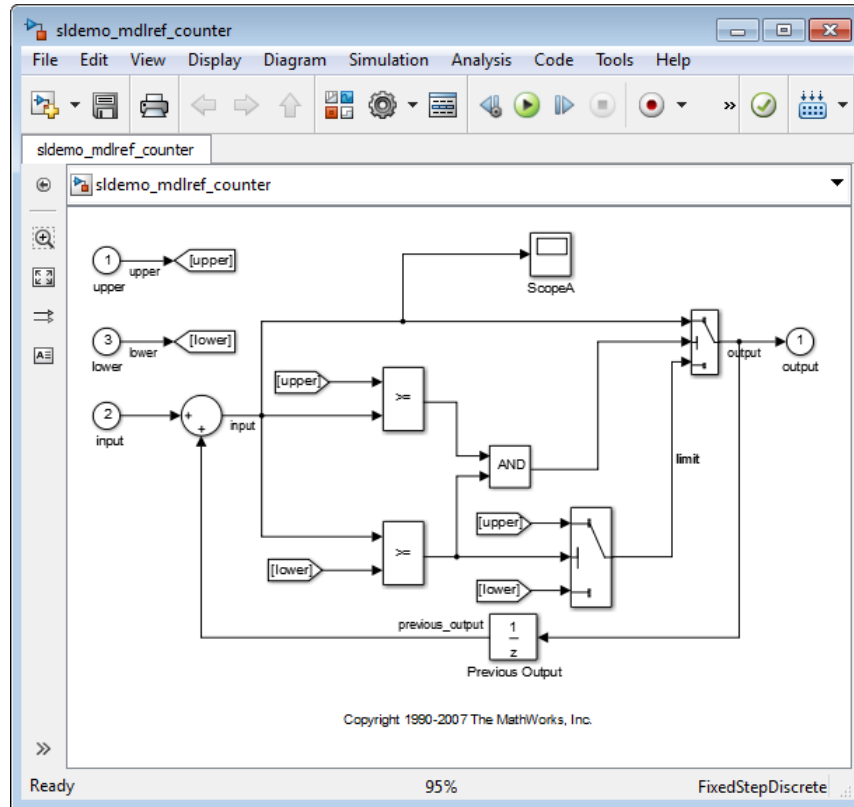 sldemo_mdlref_counter
File Edit View Display Diagram Simulation Analysis Code Tools Help
»
sldemo_mdlref_counter
sldemo_mdlref_counter
1
upper
upper
[upper]
ScopeA
3
lower
lower
[lower]
output
1
output
[upper]
>=
2
input
+
+
input
AND
limit
[upper]
>=
[lower]
[lower]
previous_output
1
z
Previous Output
Copyright 1990-2007 The MathWorks, Inc.
»
Ready 95% FixedStepDiscrete